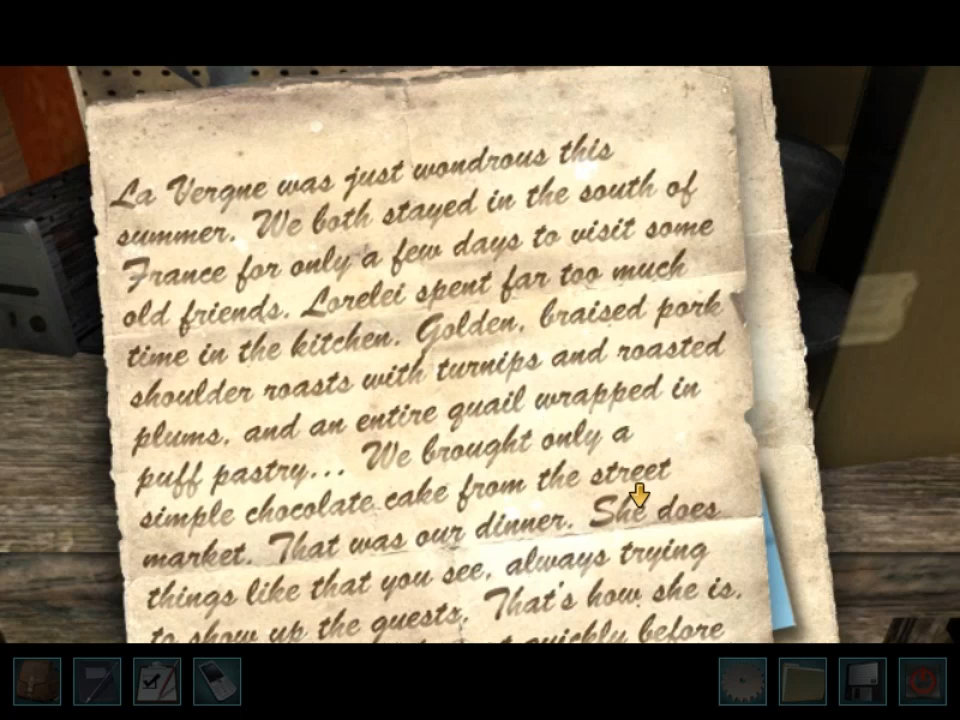 La Vergne was just wondrous this
summer. We both stayed in the south of
France for only a few days to visit some
old friends. Lorelei spent far too much
time in the kitchen. Golden, braised pork
shoulder roasts with turnips and roasted
plums, and an entire quail wrapped in
puff pastry... We brought only a
simple chocolate cake from the street
market. That was our dinner. She does
things like that you see, always trying
to show up the guests. That's how she is,
quickly before